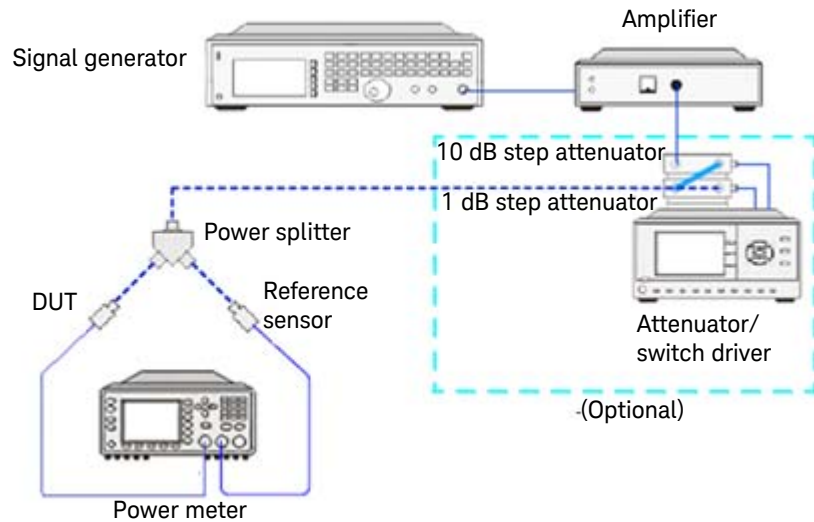 Amplifier
Signal generator
10 dB step attenuator
1 dB step attenuator
Power splitter
DUT
Reference
sensor
Attenuator/
switch driver
-(Optional)
Power meter